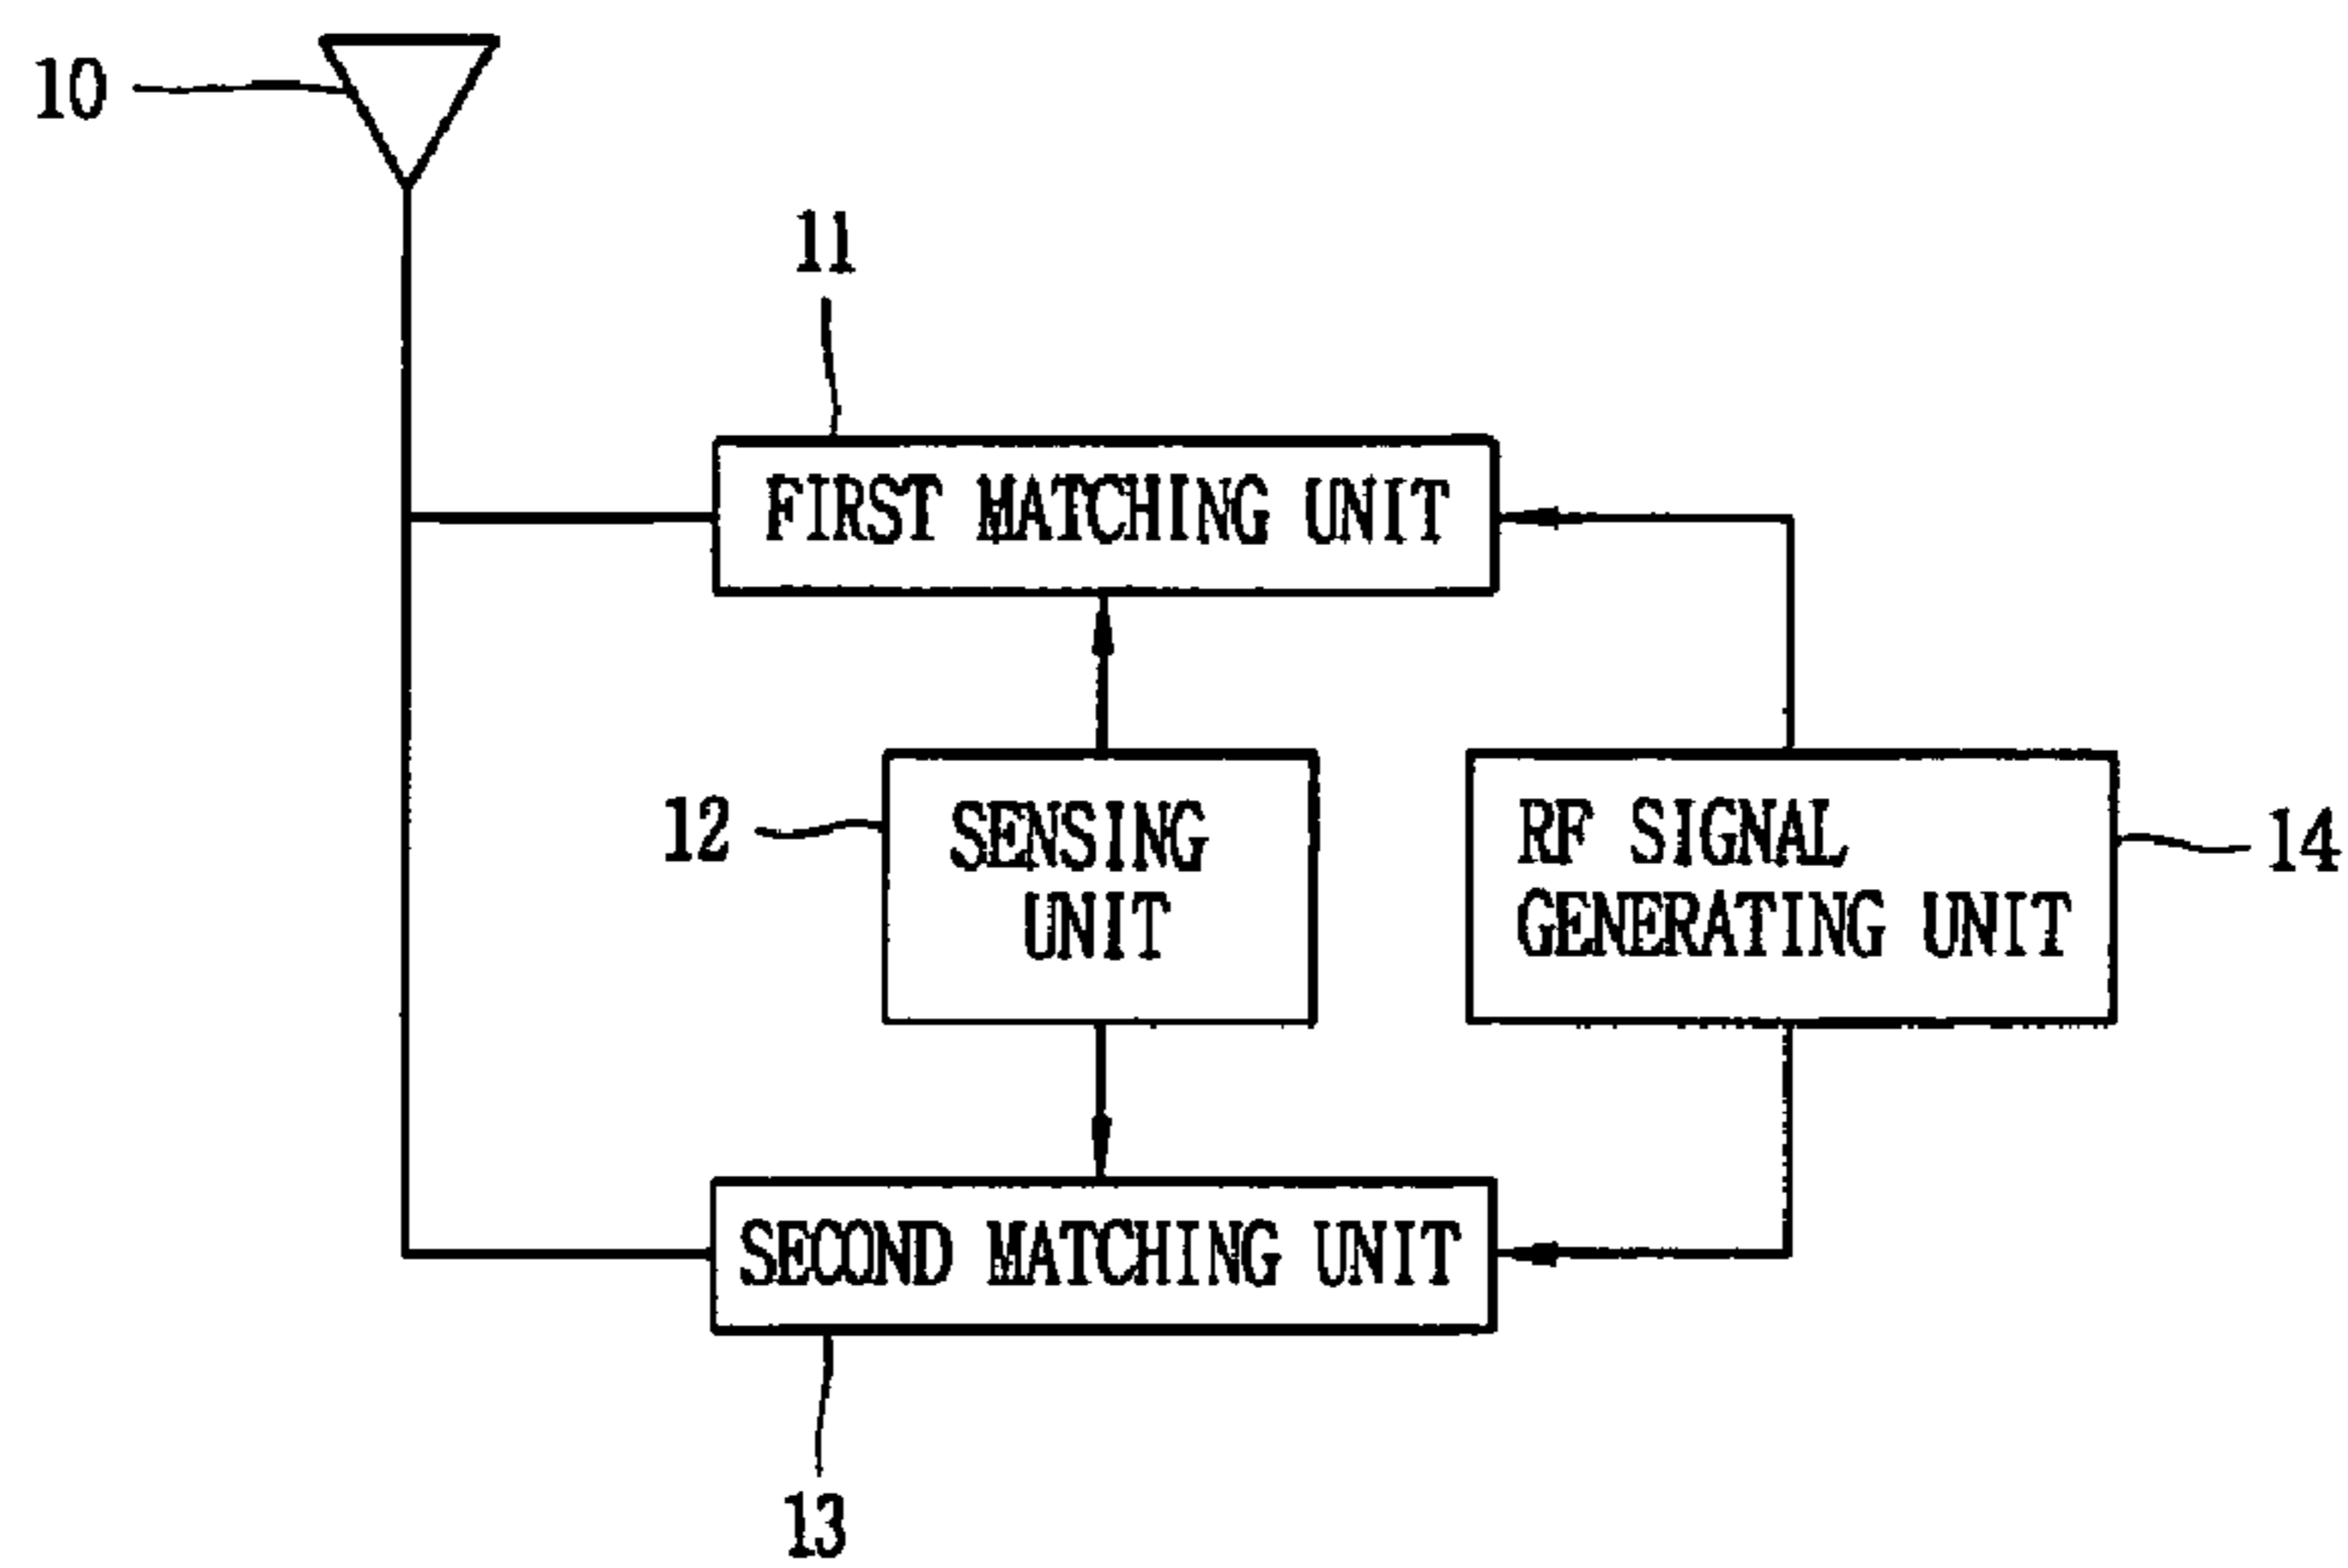 10
11
FIRST MATCHING UNIT
12
SENSING
UNIT
RF SIGNAL
GENERATING UNIT
14
SECOND MATCHING UNIT
13